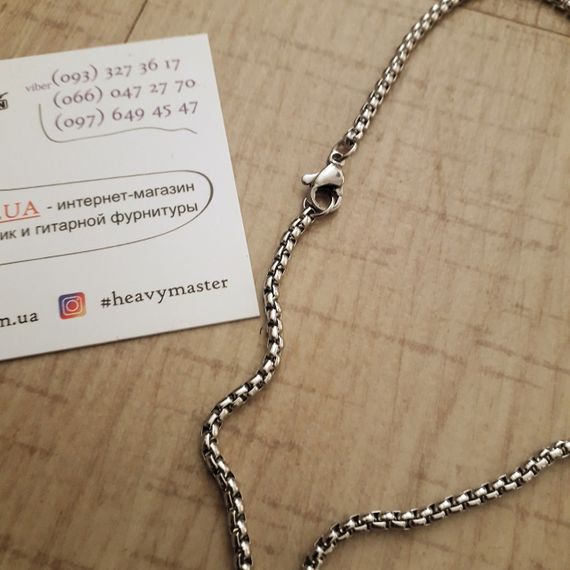 viber (093) 327 36 17
(066) 047 27 70
(097) 649 45 47
.UA - интернет-магазин
ик и гитарной фурнитуры
m.ua #heavymaster